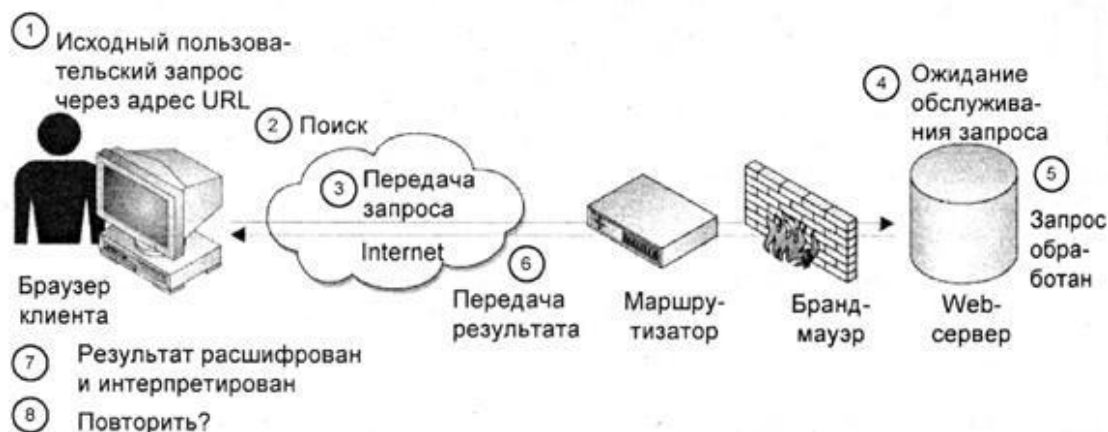 1
Исходный пользова-
тельский запрос
через адрес URL
2 Поиск
3 Передача
запроса
Internet
4 Ожидание
обслужива-
ния запроса
5
Запрос
обра-
ботан
6
Передача
результата
Браузер
клиента
Маршру-
тизатор
Бранд-
мауэр
Web-
сервер
7 Результат расшифрован
и интерпретирован
8 Повторить?